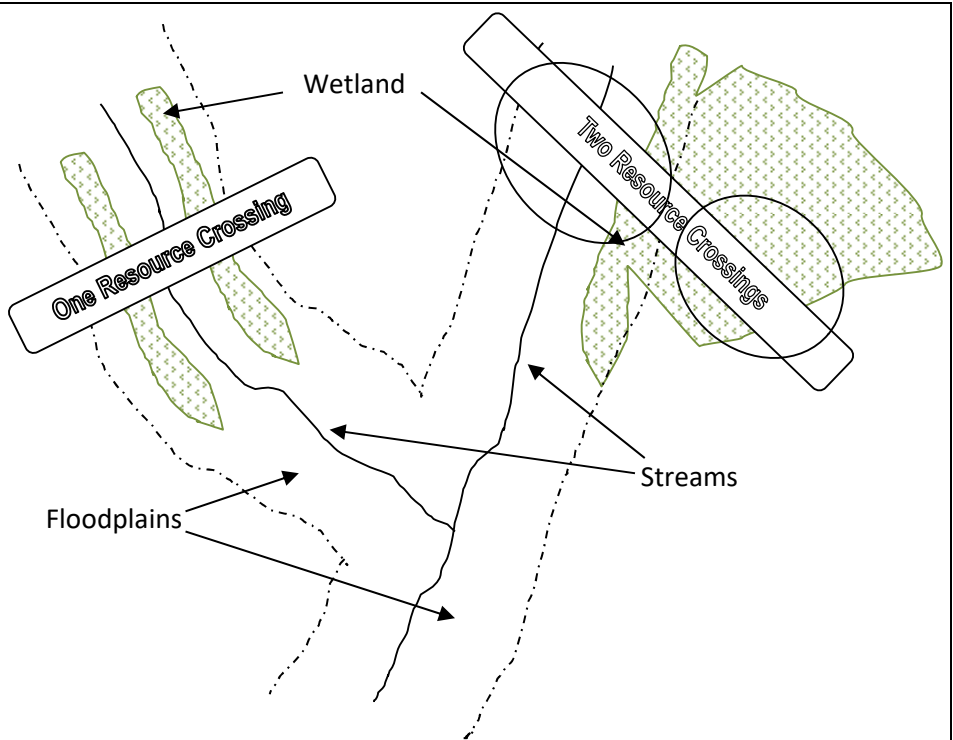 Wetland
Two Resource Crossings
One Resource Crossing
Streams
Floodplains